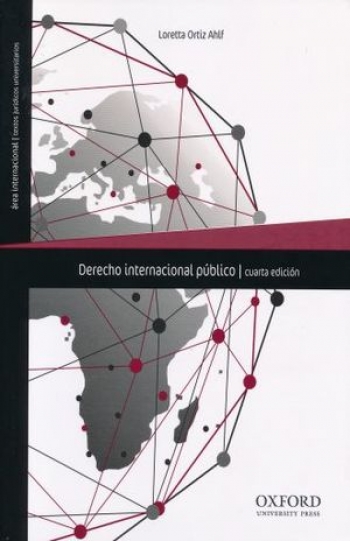 Loretta Ortiz Ahlf
área internacional | textos jurídicos universitarios
Derecho internacional público | cuarta edición
OXFORD
UNIVERSITY PRESS